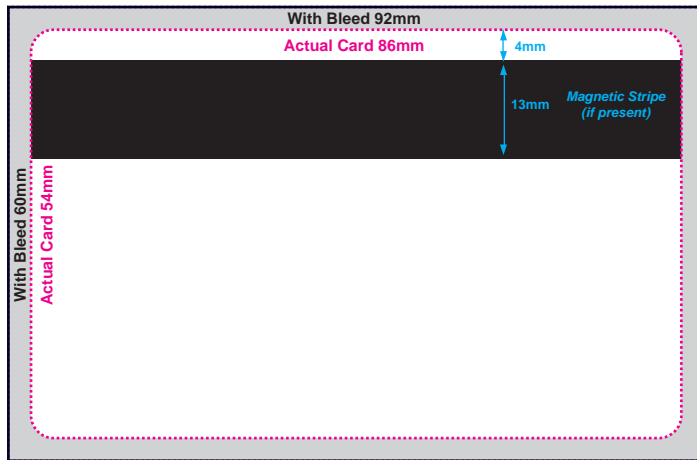 With Bleed 92mm
Actual Card 86mm
4mm
13mm
Magnetic Stripe
(if present)
With Bleed 60mm
Actual Card 54mm